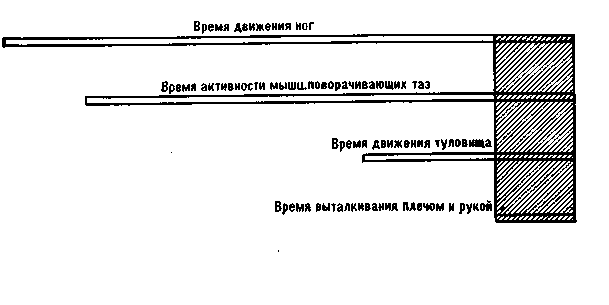 Время движения ног
Время активности мышц,поворачивающих таз
Время движения туловища
Время выталкивания плечом и рукой